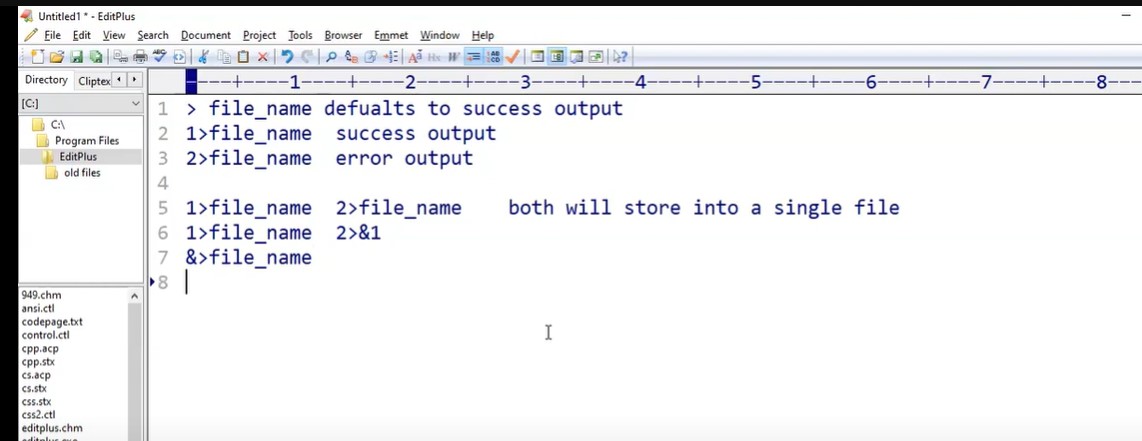 Untitled1 * - EditPlus
File Edit View Search Document Project Tools Browser Emmet Window Help
Directory Cliptex
[C:]
C:\
Program Files
EditPlus
old files
949.chm
ansi.ctl
codepage.txt
control.ctl
cpp.acp
cpp.stx
cs.acp
cs.stx
css.stx
css2.ctl
editplus.chm
----+----1----+----2----+----3----+----4----+----5----+----6----+----7----+----8---
1 > file_name defualts to success output
2 1>file_name success output
3 2>file_name error output
4
5 1>file_name 2>file_name both will store into a single file
6 1>file_name 2>&1
7 &>file_name
8